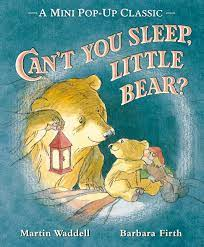 A MINI POP-UP CLASSIC
CAN'T YOU SLEEP,
LITTLE
BEAR?
Martin Waddell Barbara Firth